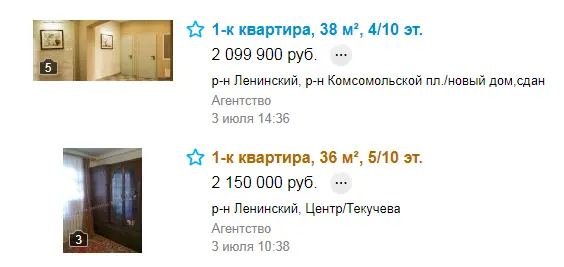 1-к квартира, 38 м², 4/10 эт.
2 099 900 руб. ...
р-н Ленинский, р-н Комсомольской пл./новый дом,сдан
5
Агентство
3 июля 14:36
1-к квартира, 36 м², 5/10 эт.
2 150 000 руб. ...
р-н Ленинский, Центр/Текучева
Агентство
3
3 июля 10:38